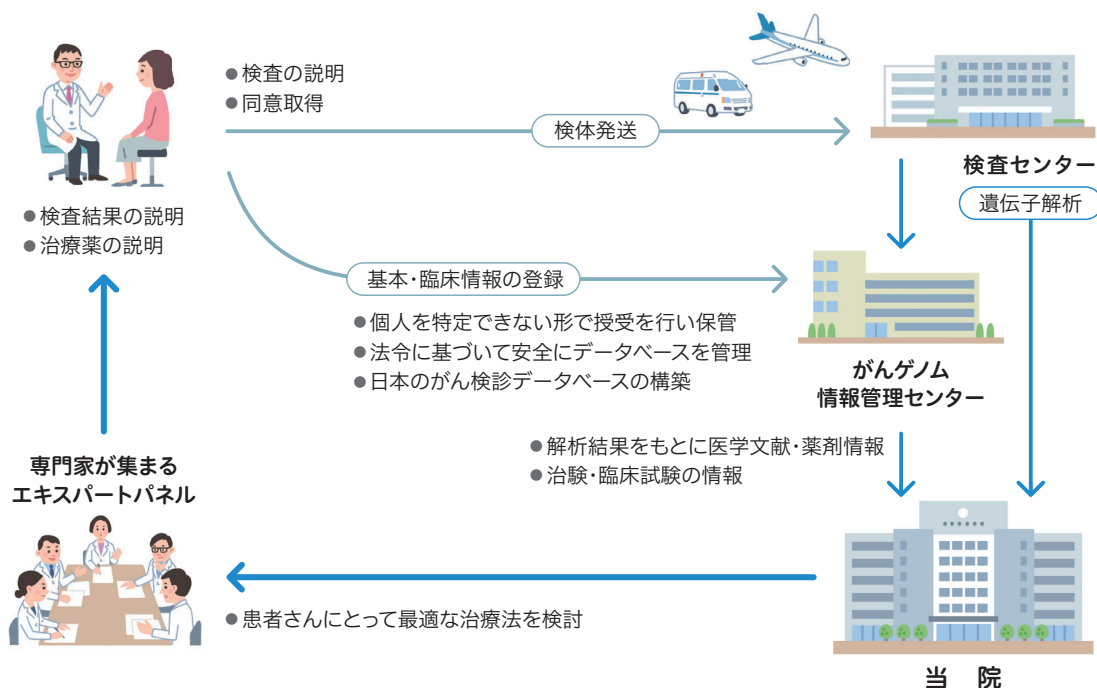 ●検査の説明
●同意取得
検体発送
検査センター
遺伝子解析
●検査結果の説明
●治療薬の説明
基本・臨床情報の登録
●個人を特定できない形で授受を行い保管
●法令に基づいて安全にデータベースを管理
●日本のがん検診データベースの構築
がんゲノム
情報管理センター
●解析結果をもとに医学文献・薬剤情報
●治験・臨床試験の情報
専門家が集まる
エキスパートパネル
●患者さんにとって最適な治療法を検討
当　院